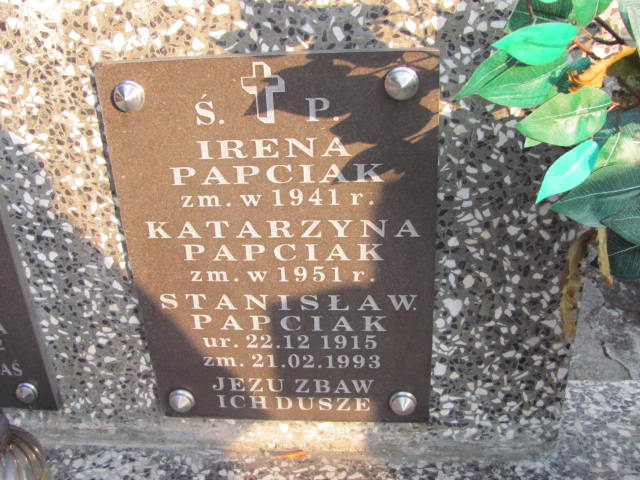 Ś. P.
IRENA
PAPCIAK
zm. w 1941 r.
KATARZYNA
PAPCIAK
zm. w 1951 r.
STANISŁAW.
PAPCIAK
ur. 22.12 1915
zm. 21.02.1993
JEZU ZBAW
ICH DUSZE